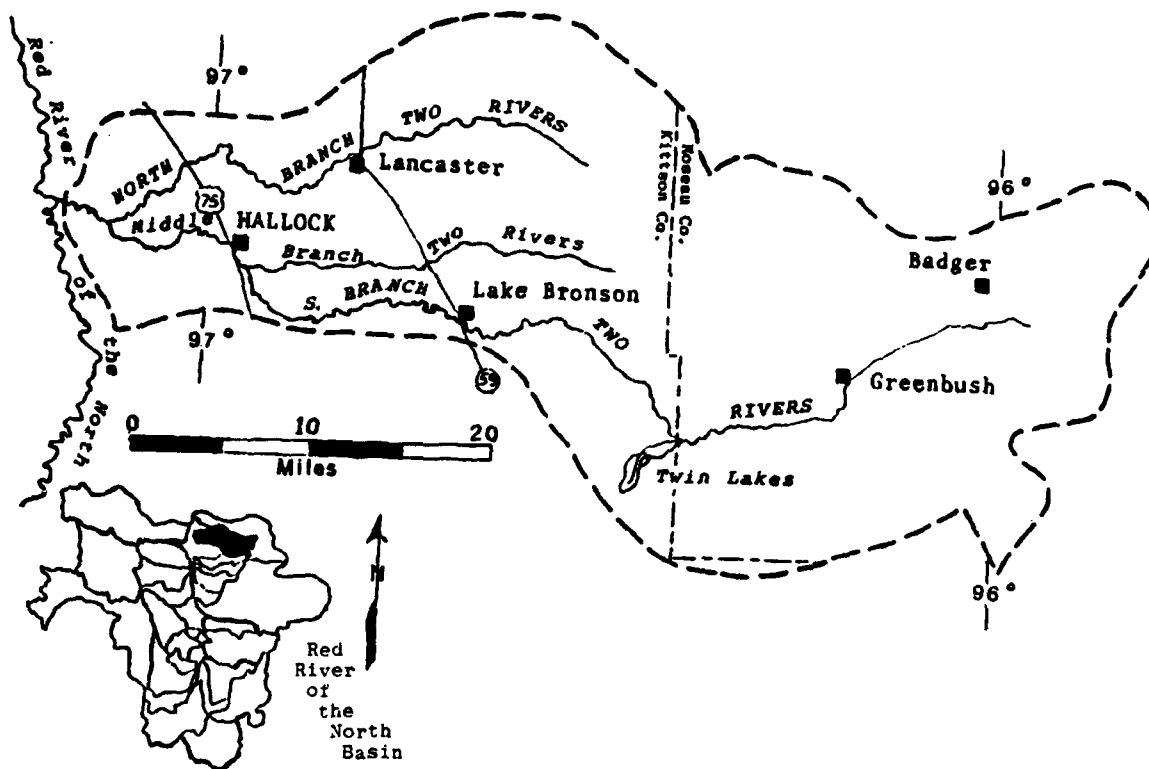 Red River of the North
97°
NORTH BRANCH TWO RIVERS
Lancaster
75
HALLOCK
Middle Branch TWO Rivers
S. BRANCH TWO RIVERS
Lake Bronson
59
97°
Roseau Co.
Kittson Co.
96°
Badger
Greenbush
Twin Lakes
0 10 20
Miles
96°
N
Red
River
of
the
North
Basin